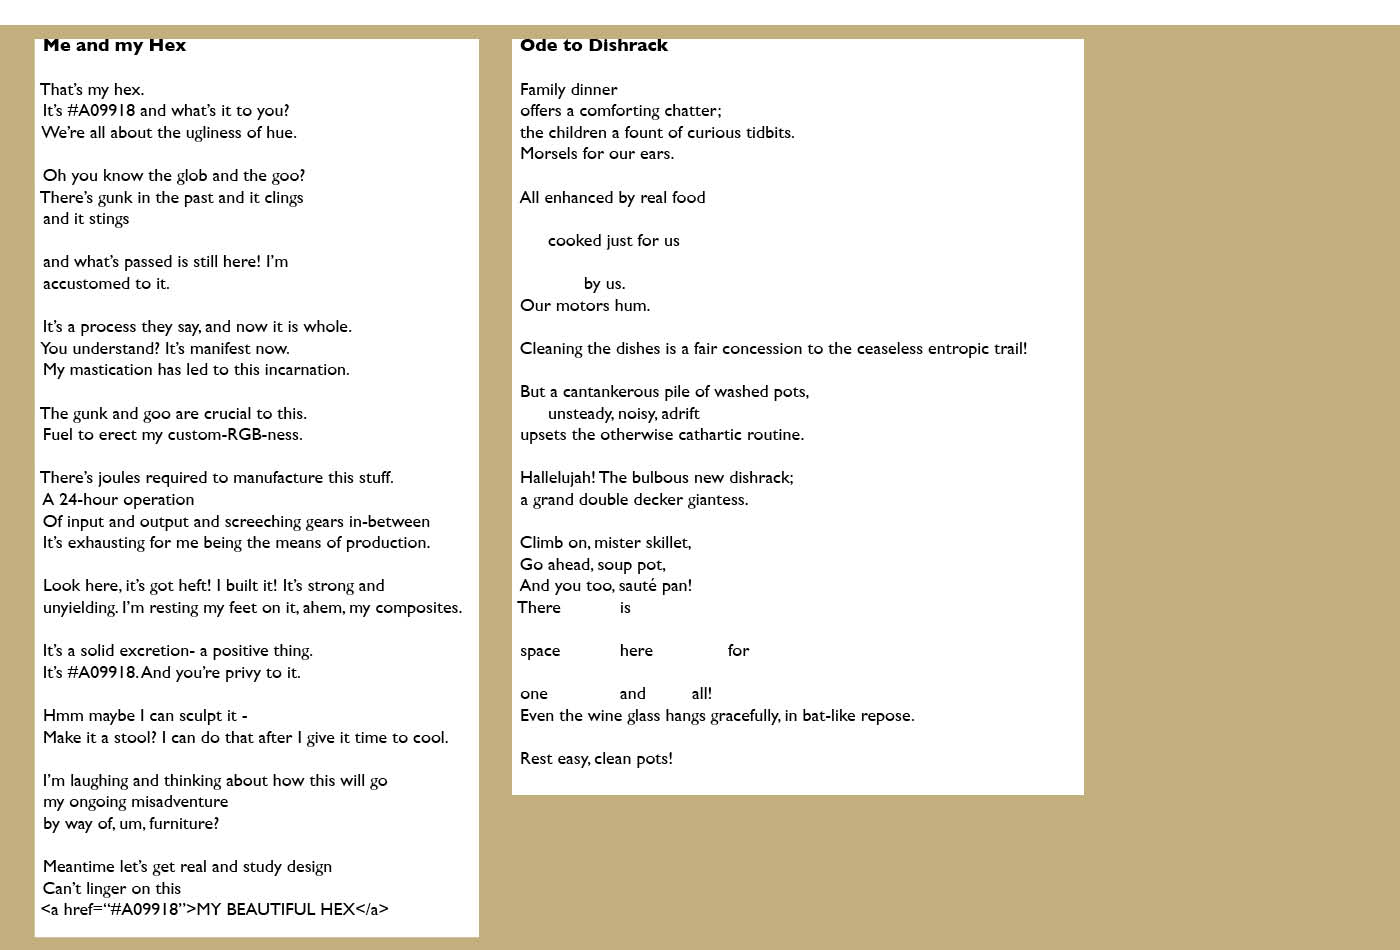 Me and my Hex
That's my hex.
It's #A09918 and what's it to you?
We're all about the ugliness of hue.
Oh you know the glob and the goo?
There's gunk in the past and it clings
and it stings
and what's passed is still here! I'm
accustomed to it.
It's a process they say, and now it is whole.
You understand? It's manifest now.
My mastication has led to this incarnation.
The gunk and goo are crucial to this.
Fuel to erect my custom-RGB-ness.
There's joules required to manufacture this stuff.
A 24-hour operation
Of input and output and screeching gears in-between
It's exhausting for me being the means of production.
Look here, it's got heft! I built it! It's strong and
unyielding. I'm resting my feet on it, ahem, my composites.
It's a solid excretion- a positive thing.
It's #A09918. And you're privy to it.
Hmm maybe I can sculpt it -
Make it a stool? I can do that after I give it time to cool.
I'm laughing and thinking about how this will go
my ongoing misadventure
by way of, um, furniture?
Meantime let's get real and study design
Can't linger on this
<a href="#A09918">MY BEAUTIFUL HEX</a>
Ode to Dishrack
Family dinner
offers a comforting chatter;
the children a fount of curious tidbits.
Morsels for our ears.
All enhanced by real food
cooked just for us
by us.
Our motors hum.
Cleaning the dishes is a fair concession to the ceaseless entropic trail!
But a cantankerous pile of washed pots,
unsteady, noisy, adrift
upsets the otherwise cathartic routine.
Hallelujah! The bulbous new dishrack;
a grand double decker giantess.
Climb on, mister skillet,
Go ahead, soup pot,
And you too, sauté pan!
There is
space here for
one and all!
Even the wine glass hangs gracefully, in bat-like repose.
Rest easy, clean pots!